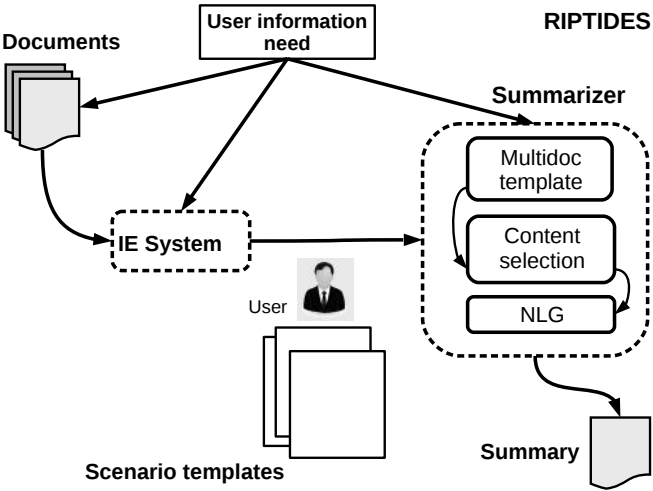 User information
need
RIPTIDES
Documents
Summarizer
Multidoc
template
IE System
Content
selection
User
NLG
Summary
Scenario templates